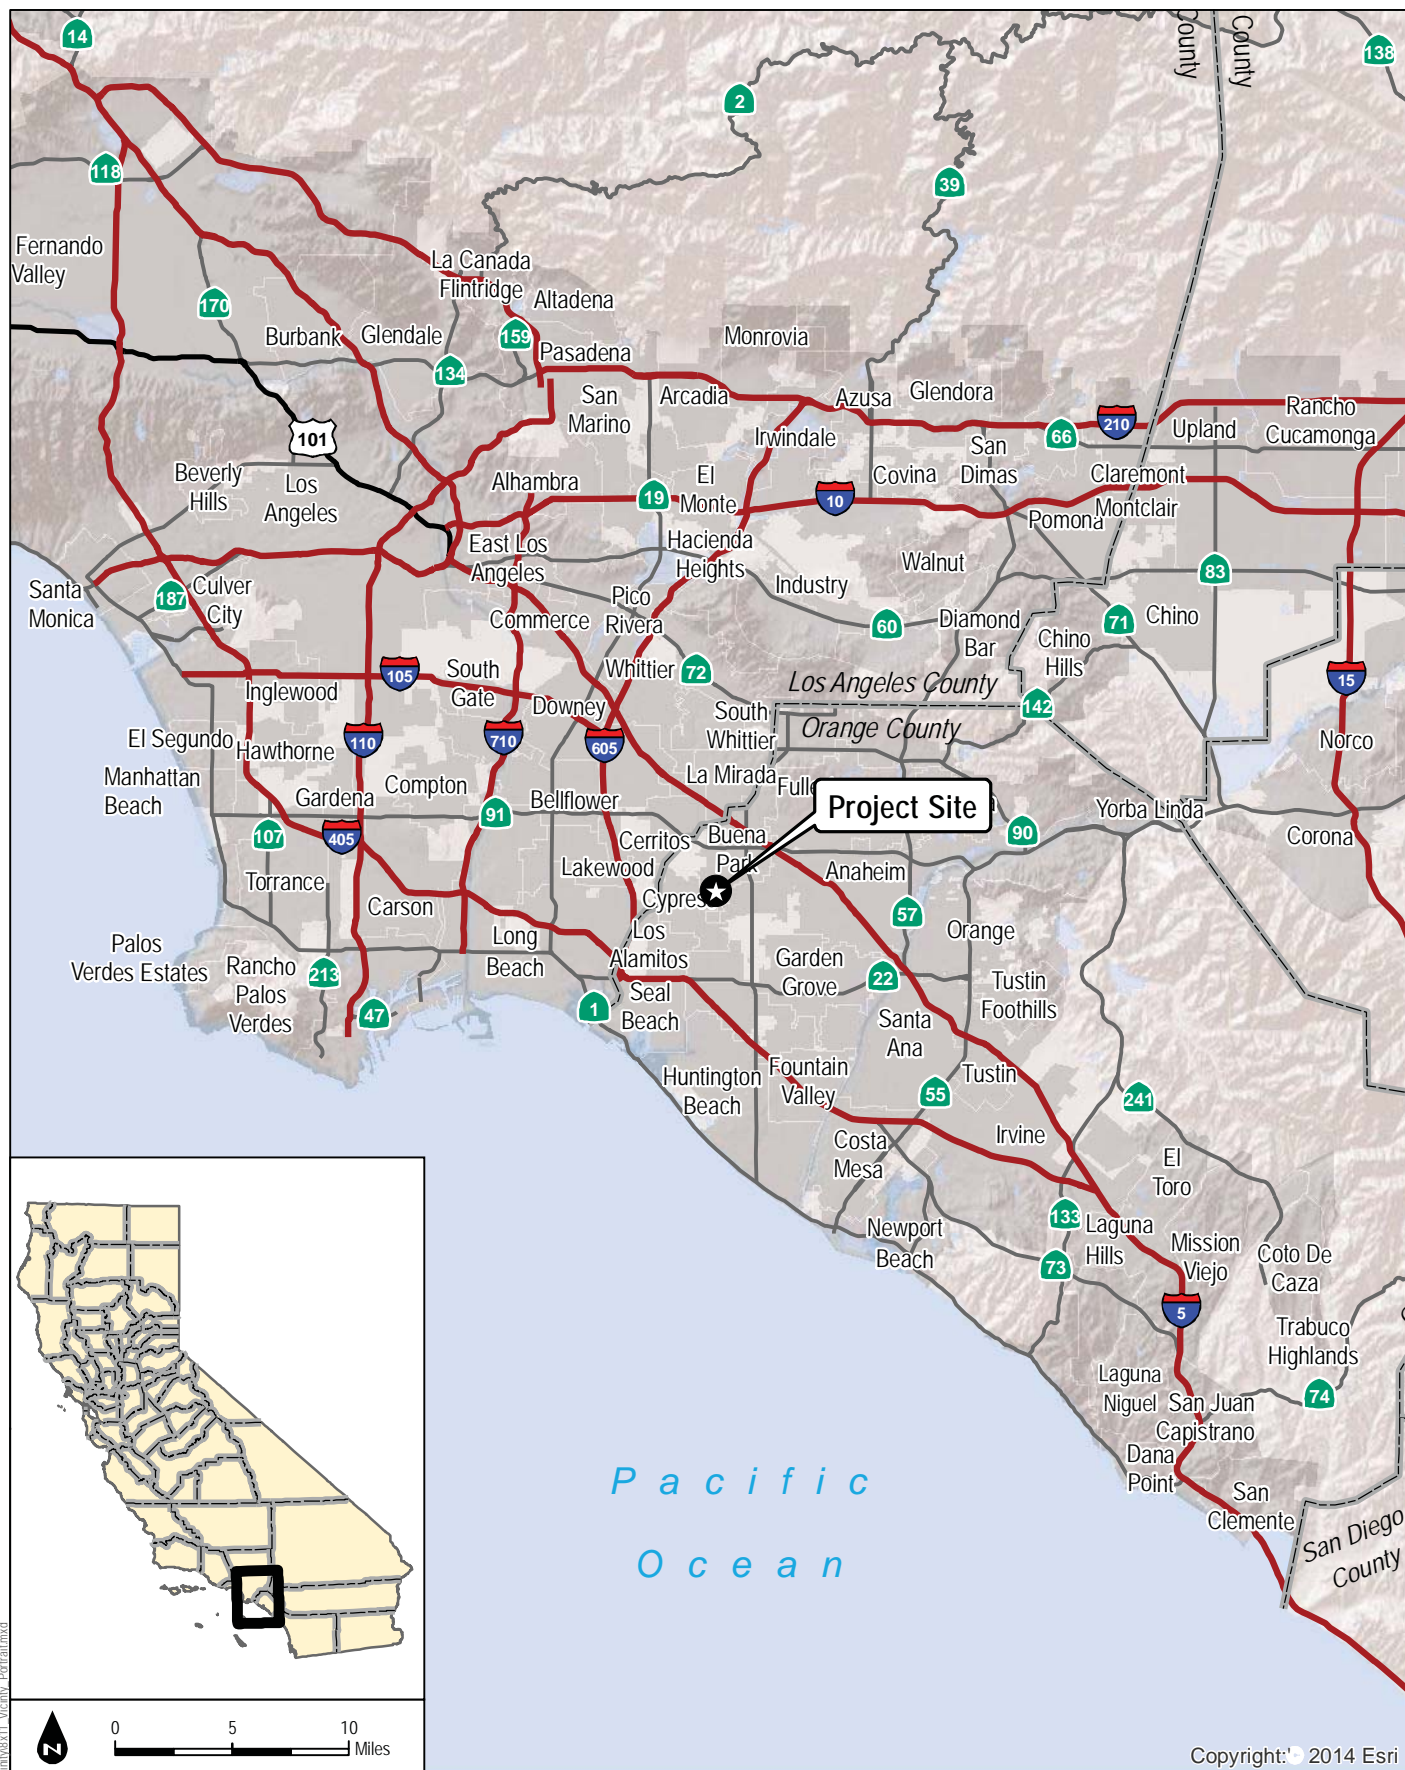 14
County
County
138
2
118
39
Fernando
Valley
La Canada
Flintridge
Altadena
170
Burbank
Glendale
159
Monrovia
134
Pasadena
San
Marino
Arcadia
Azusa
Glendora
Rancho
Cucamonga
101
Irwindale
66
210
Upland
Beverly
Hills
Los
Angeles
Alhambra
19
El
Monte
10
Covina
San
Dimas
Claremont
Pomona
Montclair
East Los
Angeles
Hacienda
Heights
Walnut
83
Santa
Monica
187
Culver
City
Industry
Pico
Rivera
Commerce
60
Diamond
Bar
71
Chino
Chino
Hills
105
South
Gate
Whittier
72
Los Angeles County
15
Inglewood
Downey
South
Whittier
Orange County
142
El Segundo
Hawthorne
110
710
605
Norco
Manhattan
Beach
Compton
La Mirada
Fulle
Project Site
Gardena
91
Bellflower
Yorba Linda
107
405
Cerritos
Buena
Park
90
Corona
Torrance
Lakewood
Anaheim
Carson
Cypres
57
Long
Beach
Los
Alamitos
Orange
Palos
Verdes Estates
Rancho
Palos
Verdes
213
Garden
Grove
22
Tustin
Foothills
47
1
Seal
Beach
Santa
Ana
Huntington
Beach
Fountain
Valley
Tustin
55
241
Costa
Mesa
Irvine
El
Toro
133
Newport
Beach
Laguna
Hills
Mission
Viejo
Coto De
Caza
73
5
Trabuco
Highlands
Laguna
Niguel
74
San Juan
Capistrano
Dana
Point
Pacific
Ocean
San
Clemente
San Diego
County
N
0 5 10
Miles
Copyright: 2014 Esri